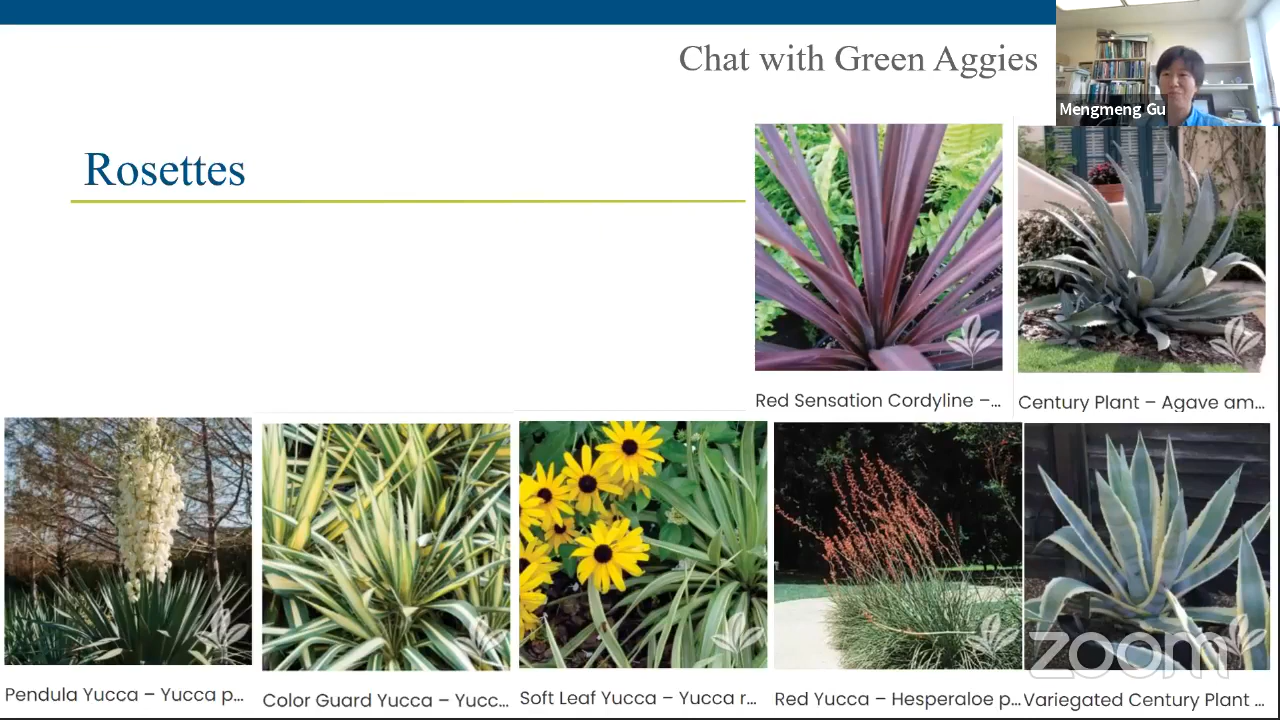 Chat with Green Aggies
Mengmeng Gu
Rosettes
Red Sensation Cordyline –...
Century Plant – Agave am...
Pendula Yucca – Yucca p...
Color Guard Yucca – Yucc...
Soft Leaf Yucca – Yucca r...
Red Yucca – Hesperaloe p...
Variegated Century Plant ...
zoom